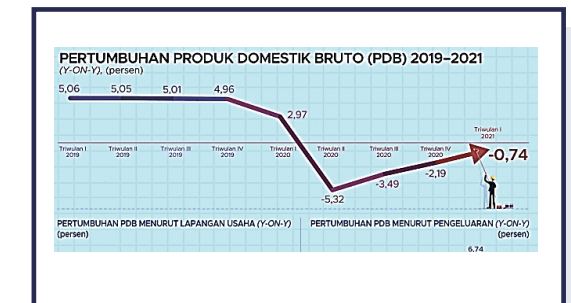 PERTUMBUHAN PRODUK DOMESTIK BRUTO (PDB) 2019–2021
(Y-ON-Y), (persen)
5,06 5,05 5,01 4,96
2,97
Triwulan I 2021
Triwulan I Triwulan II Triwulan III Triwulan IV Triwulan I Triwulan II Triwulan III Triwulan IV
2019 2019 2019 2019 2020 2020 2020 2020
-0,74
-2,19
-3,49
-5,32
PERTUMBUHAN PDB MENURUT LAPANGAN USAHA (Y-ON-Y)
(persen)
PERTUMBUHAN PDB MENURUT PENGELUARAN (Y-ON-Y)
(persen)
6,74